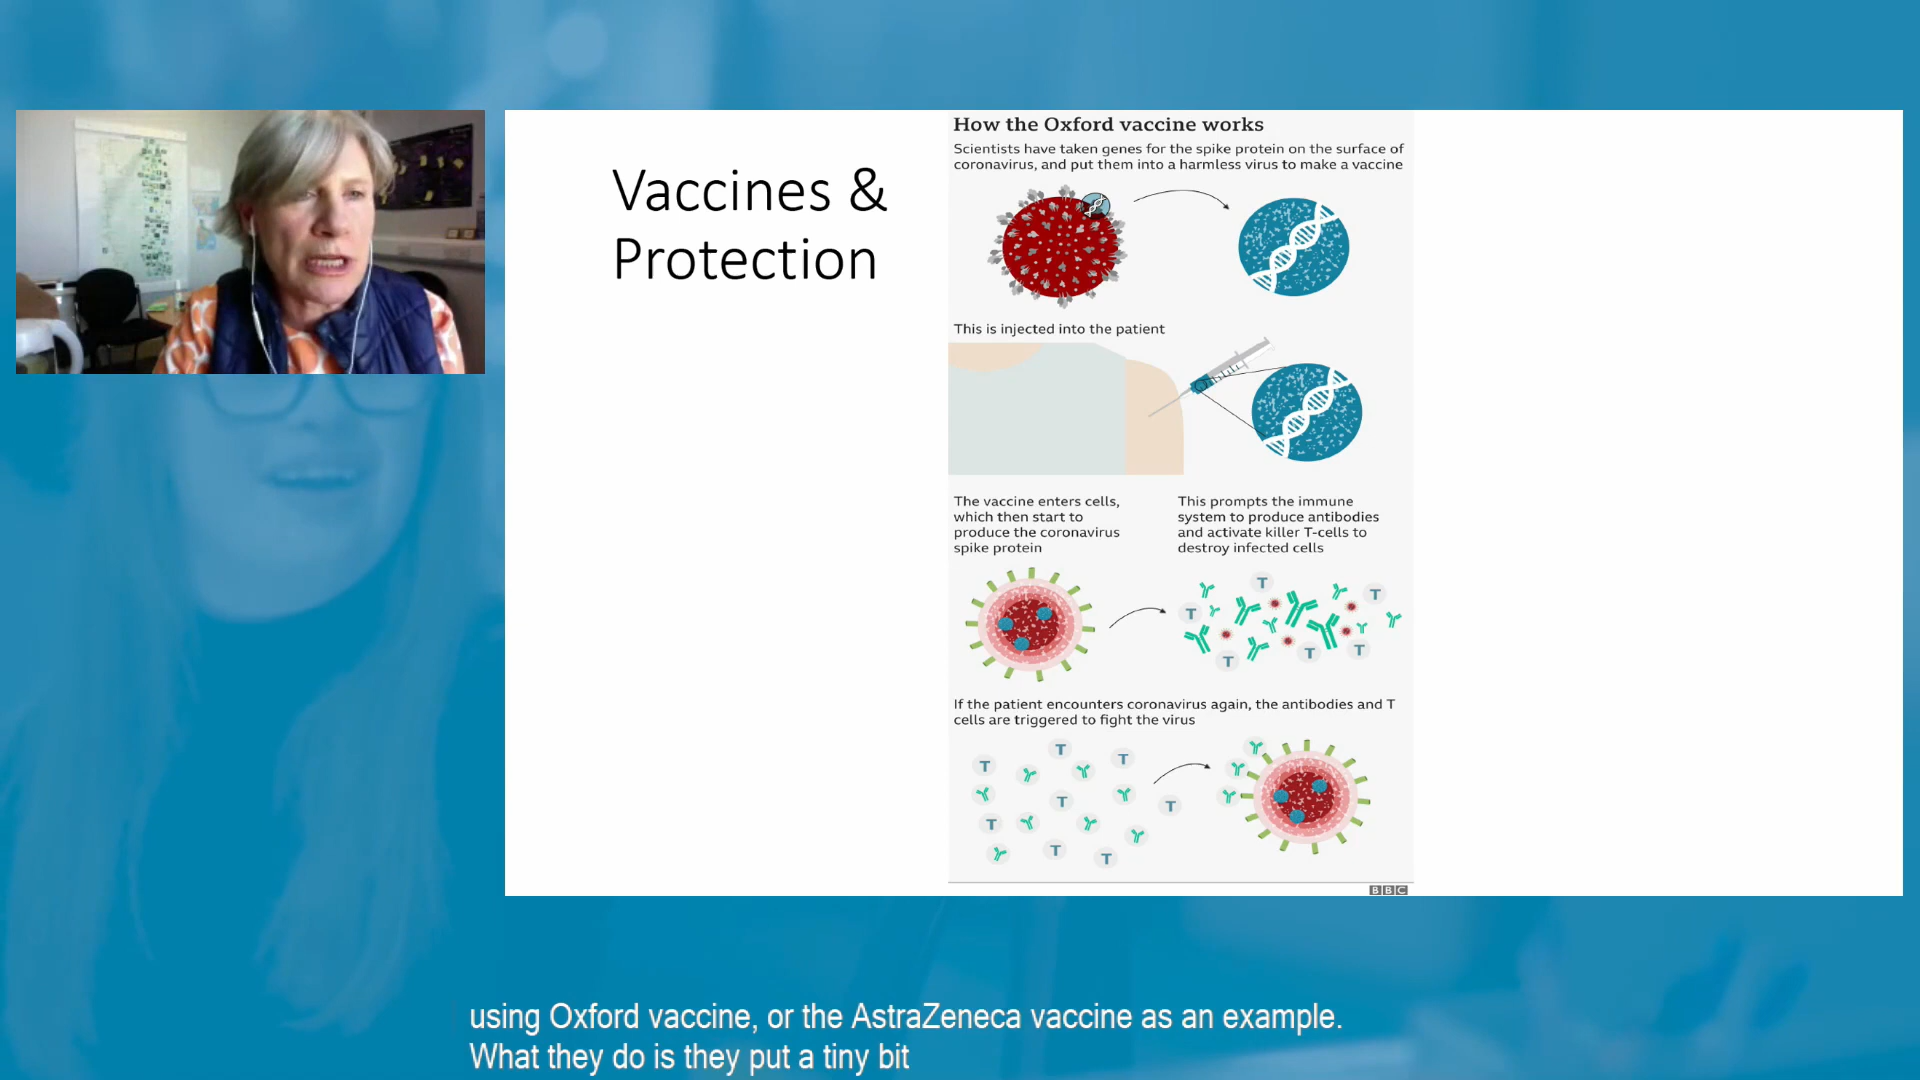 Vaccines &
Protection
How the Oxford vaccine works
Scientists have taken genes for the spike protein on the surface of
coronavirus, and put them into a harmless virus to make a vaccine
This is injected into the patient
The vaccine enters cells,
which then start to
produce the coronavirus
spike protein
This prompts the immune
system to produce antibodies
and activate killer T-cells to
destroy infected cells
T
T
T
T
T
T
If the patient encounters coronavirus again, the antibodies and T
cells are triggered to fight the virus
T
T
T
T
T
T
T
T
BBC
using Oxford vaccine, or the AstraZeneca vaccine as an example.
What they do is they put a tiny bit